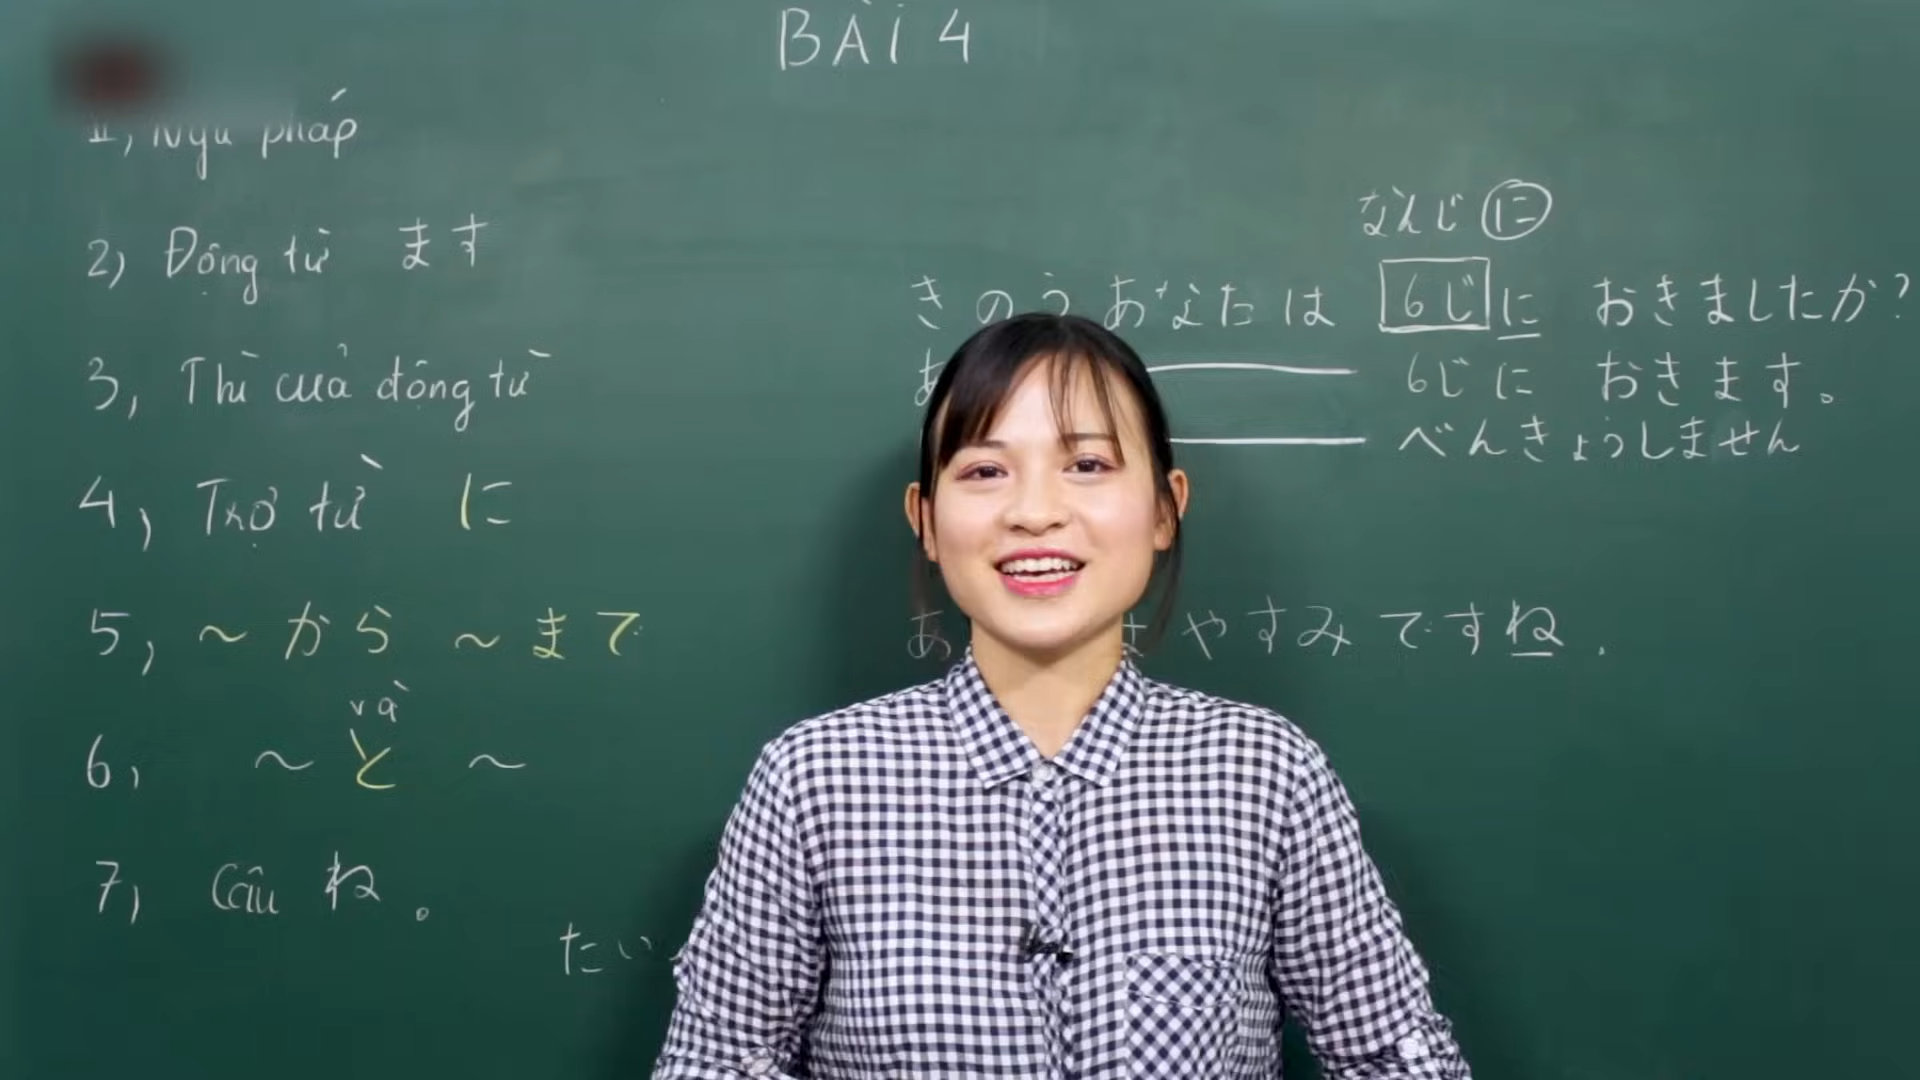 BÀI 4
II, Ngữ pháp
2) Động từ ます
3, Thì của động từ
4, Trợ từ に
5, ~ から ~ まで
và
6, ~ と ~
7, Câu ね。
なんじ に
きのう あなたは 6じに おきましたか?
あ 6じに おきます。
べんきょうしません
あ やすみですね.
たい